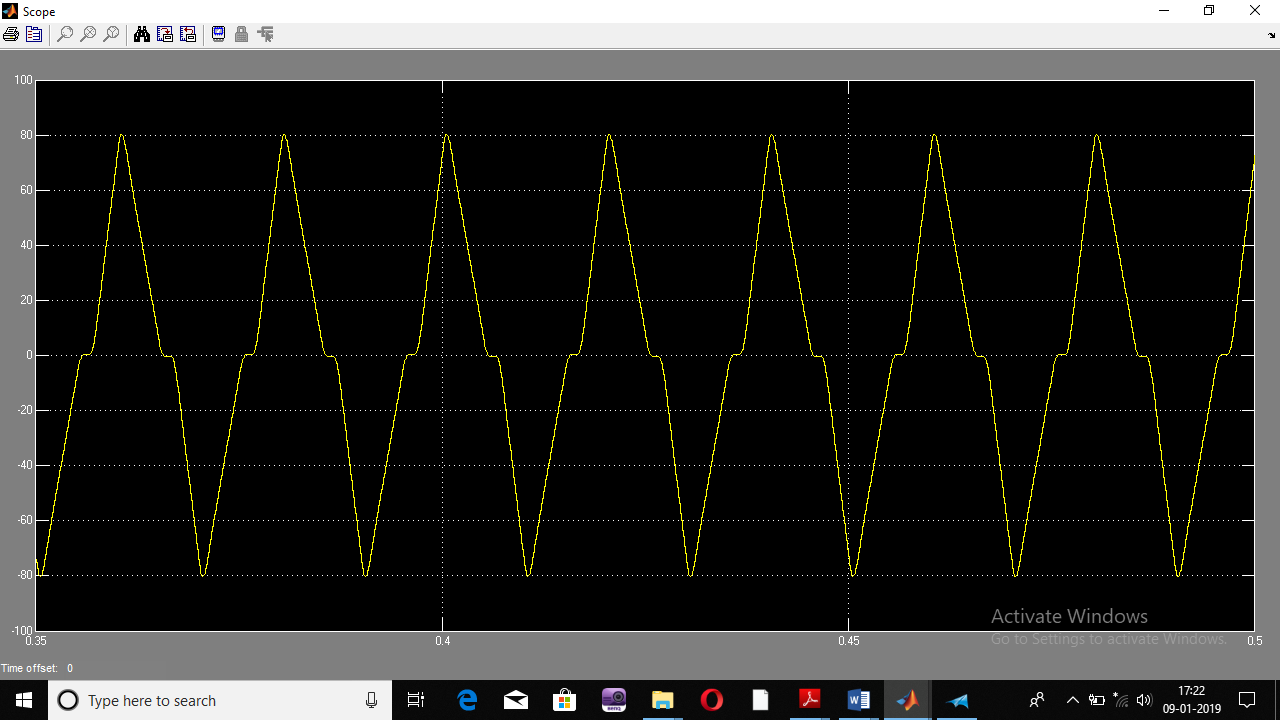 Scope
100
80
60
40
20
0
-20
-40
-60
-80
-100
0.35 0.4 0.45 0.5
Activate Windows
Go to Settings to activate Windows.
Time offset: 0
Type here to search
BENQ
17:22
09-01-2019